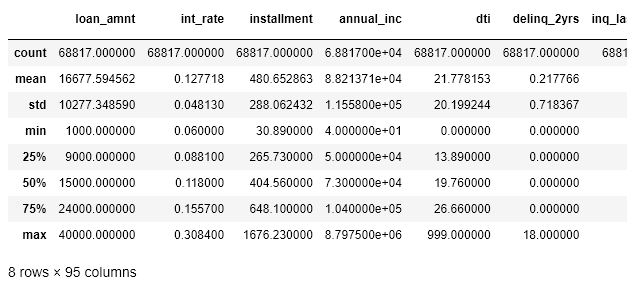 loan_amnt int_rate installment annual_inc dti delinq_2yrs inq_la
count 68817.000000 68817.000000 68817.000000 6.881700e+04 68817.000000 68817.000000 6881
mean 16677.594562 0.127718 480.652863 8.821371e+04 21.778153 0.217766
std 10277.348590 0.048130 288.062432 1.155800e+05 20.199244 0.718367
min 1000.000000 0.060000 30.890000 4.000000e+01 0.000000 0.000000
25% 9000.000000 0.088100 265.730000 5.000000e+04 13.890000 0.000000
50% 15000.000000 0.118000 404.560000 7.300000e+04 19.760000 0.000000
75% 24000.000000 0.155700 648.100000 1.040000e+05 26.660000 0.000000
max 40000.000000 0.308400 1676.230000 8.797500e+06 999.000000 18.000000
8 rows × 95 columns